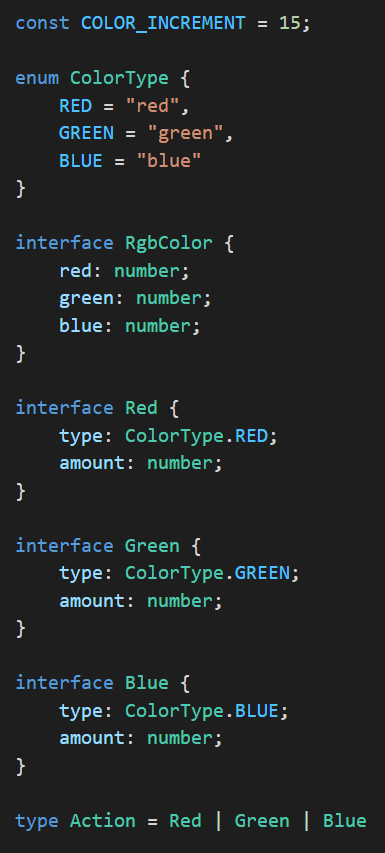 const COLOR_INCREMENT = 15;
enum ColorType {
    RED = "red",
    GREEN = "green",
    BLUE = "blue"
}
interface RgbColor {
    red: number;
    green: number;
    blue: number;
}
interface Red {
    type: ColorType.RED;
    amount: number;
}
interface Green {
    type: ColorType.GREEN;
    amount: number;
}
interface Blue {
    type: ColorType.BLUE;
    amount: number;
}
type Action = Red | Green | Blue